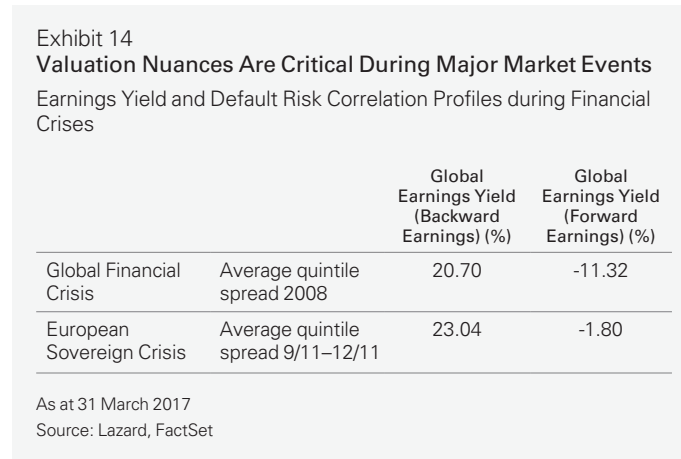 Exhibit 14
Valuation Nuances Are Critical During Major Market Events
Earnings Yield and Default Risk Correlation Profiles during Financial
Crises
Global
Earnings Yield
(Backward
Earnings) (%)
Global
Earnings Yield
(Forward
Earnings) (%)
Global Financial
Crisis
Average quintile
spread 2008
20.70
-11.32
European
Sovereign Crisis
Average quintile
spread 9/11–12/11
23.04
-1.80
As at 31 March 2017
Source: Lazard, FactSet